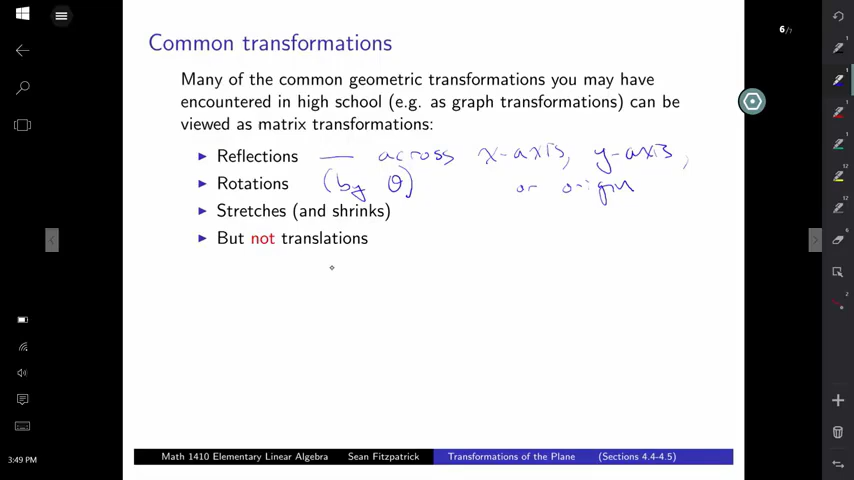 6/7
Common transformations
Many of the common geometric transformations you may have
encountered in high school (e.g. as graph transformations) can be
viewed as matrix transformations:
Reflections — across x-axis, y-axis,
Rotations (by θ) or origin
Stretches (and shrinks)
But not translations
Math 1410 Elementary Linear Algebra Sean Fitzpatrick Transformations of the Plane (Sections 4.4-4.5)
3:49 PM